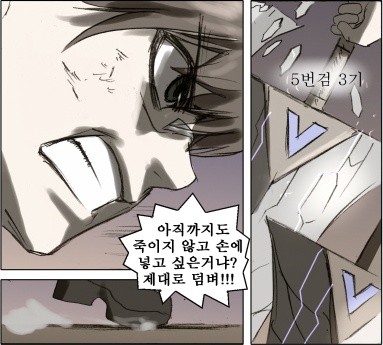 아직까지도
죽이지 않고 손에
넣고 싶은거냐?
제대로 덤벼!!!
5번검 3기